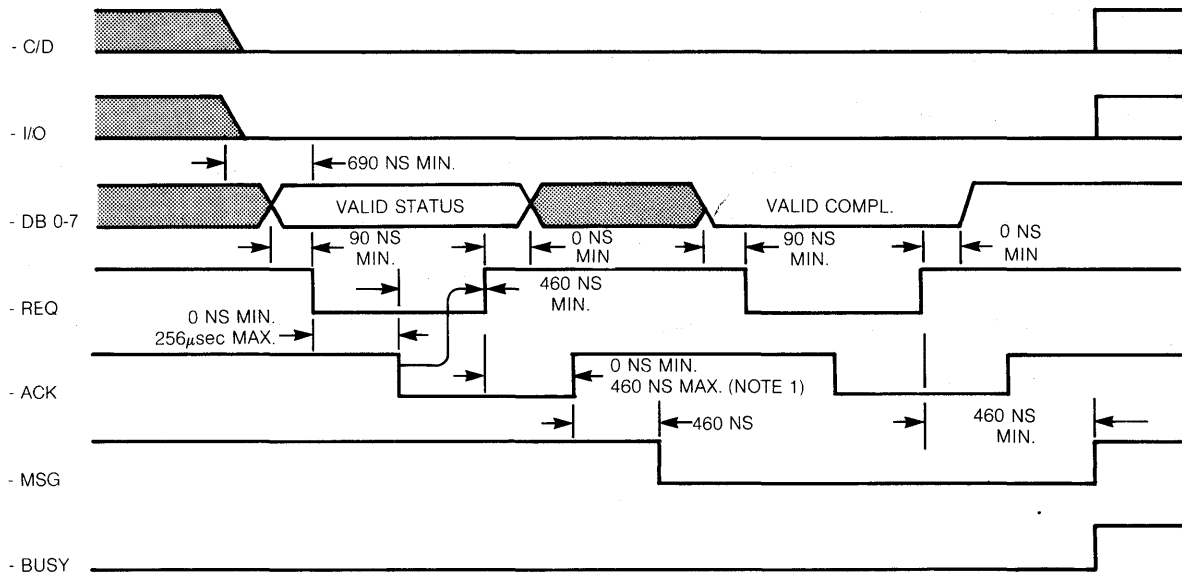 - C/D
- I/O
690 NS MIN.
- DB 0-7
VALID STATUS
VALID COMPL.
90 NS
MIN.
0 NS
MIN
90 NS
MIN.
0 NS
MIN
- REQ
460 NS
MIN.
0 NS MIN.
256μsec MAX.
- ACK
0 NS MIN.
460 NS MAX. (NOTE 1)
460 NS
460 NS
MIN.
- MSG
- BUSY